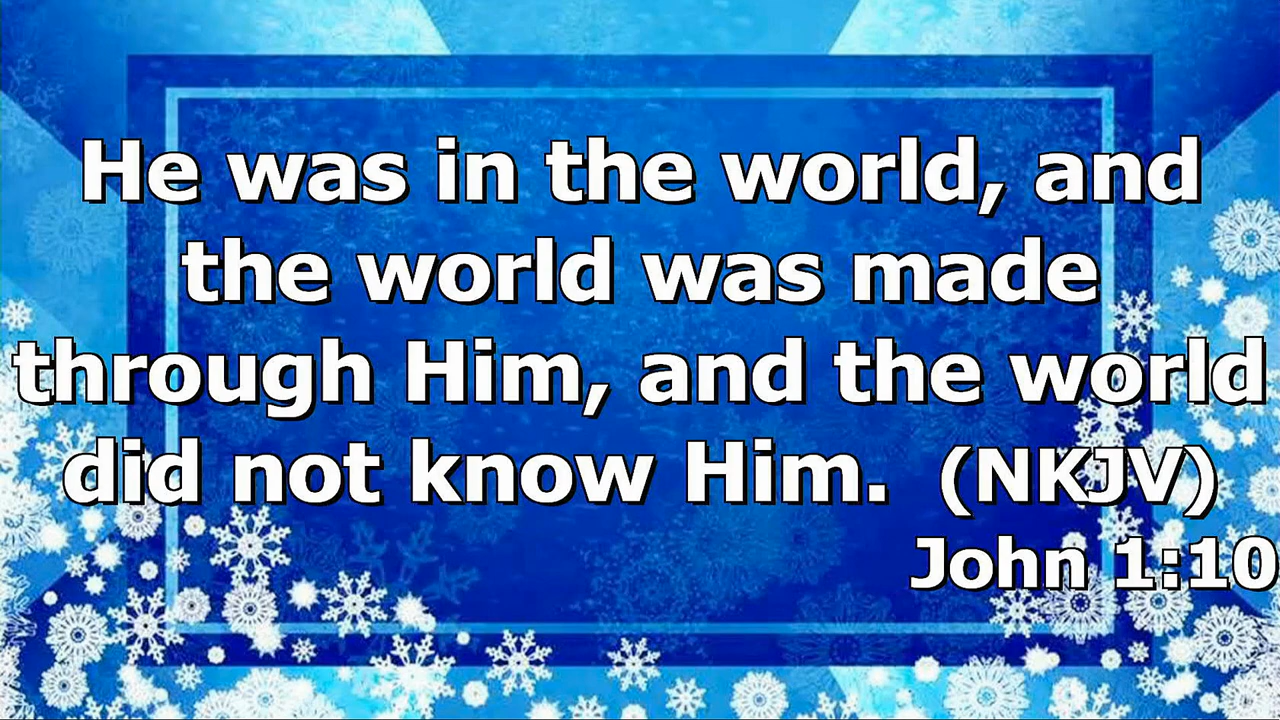 He was in the world, and
the world was made
through Him, and the world
did not know Him. (NKJV)
John 1:10